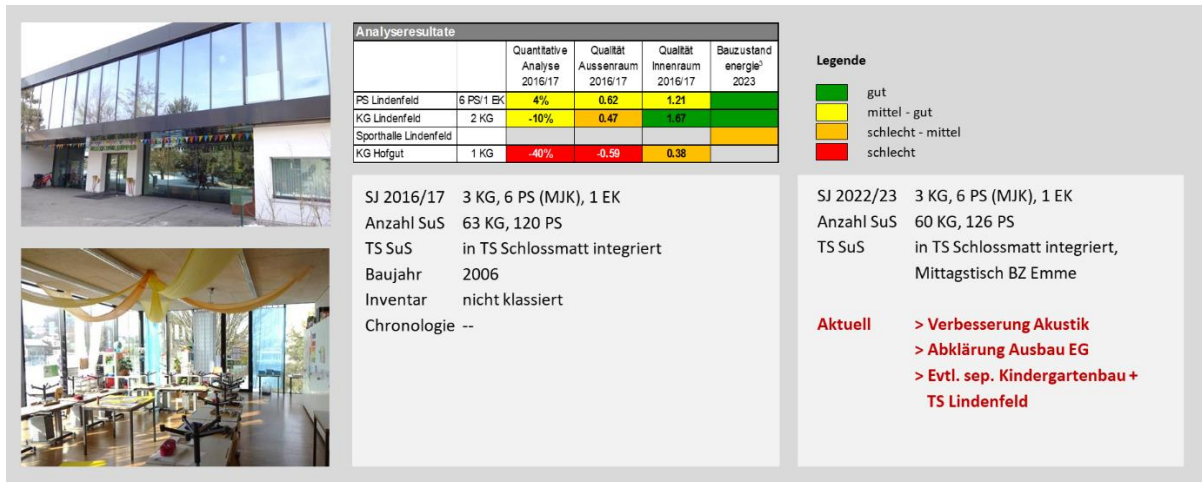 Analyseresultate
Quantitative Analyse 2016/17 Qualität Aussenraum 2016/17 Qualität Innenraum 2016/17 Bauzustand energie³ 2023
PS Lindenfeld 6 PS/1 EK 4% 0.62 1.21
KG Lindenfeld 2 KG -10% 0.47 1.67
Sporthalle Lindenfeld
KG Hofgut 1 KG -40% -0.59 0.38
Legende
gut
mittel - gut
schlecht - mittel
schlecht
SJ 2016/17 3 KG, 6 PS (MJK), 1 EK
Anzahl SuS 63 KG, 120 PS
TS SuS in TS Schlossmatt integriert
Baujahr 2006
Inventar nicht klassiert
Chronologie --
SJ 2022/23 3 KG, 6 PS (MJK), 1 EK
Anzahl SuS 60 KG, 126 PS
TS SuS in TS Schlossmatt integriert,
Mittagstisch BZ Emme
Aktuell > Verbesserung Akustik
> Abklärung Ausbau EG
> Evtl. sep. Kindergartenbau +
TS Lindenfeld